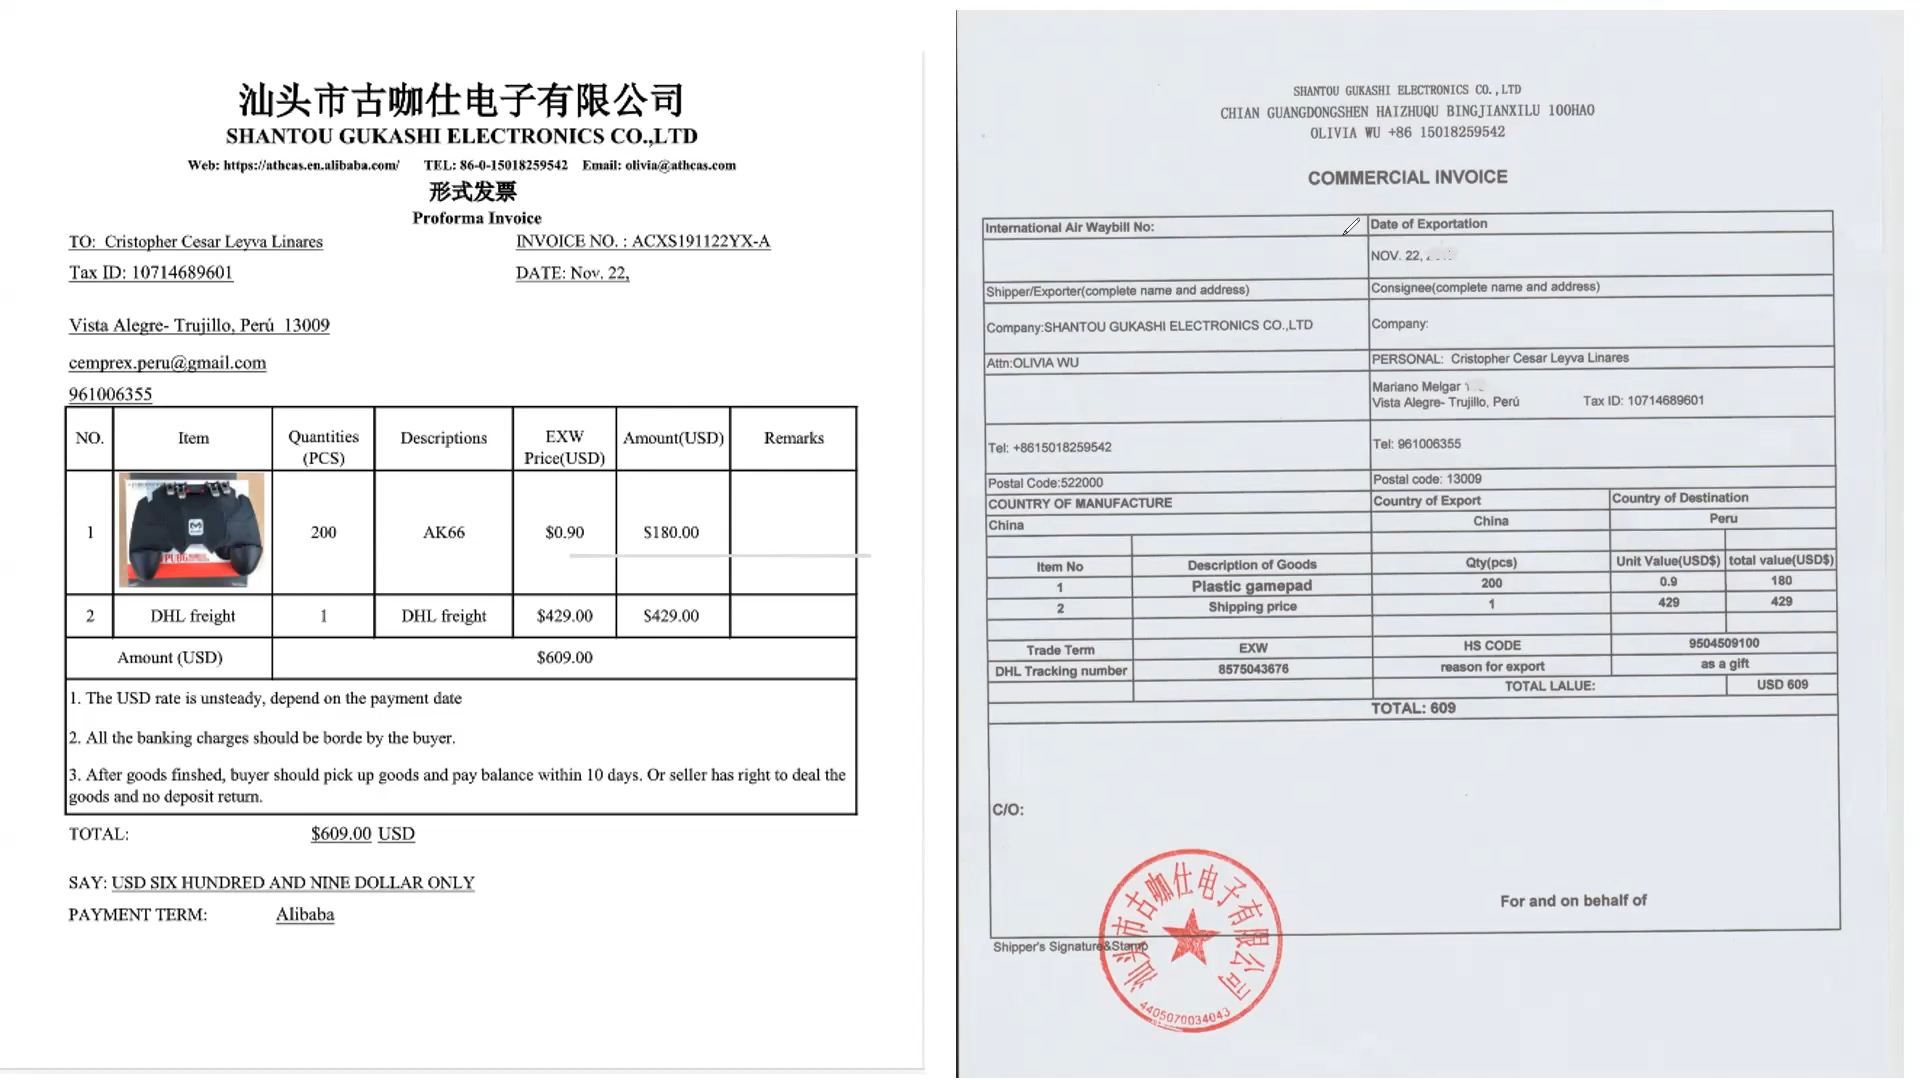 汕头市古咖仕电子有限公司
SHANTOU GUKASHI ELECTRONICS CO.,LTD
Web: https://athcas.en.alibaba.com/ TEL: 86-0-15018259542 Email: olivia@athcas.com
形式发票
Proforma Invoice
TO: Cristopher Cesar Leyva Linares INVOICE NO. : ACXS191122YX-A
Tax ID: 10714689601 DATE: Nov. 22,
Vista Alegre- Trujillo, Perú 13009
cemprex.peru@gmail.com
961006355
NO. Item Quantities (PCS) Descriptions EXW Price(USD) Amount(USD) Remarks
1 200 AK66 $0.90 $180.00
2 DHL freight 1 DHL freight $429.00 $429.00
Amount (USD) $609.00
1. The USD rate is unsteady, depend on the payment date
2. All the banking charges should be borde by the buyer.
3. After goods finshed, buyer should pick up goods and pay balance within 10 days. Or seller has right to deal the
goods and no deposit return.
TOTAL: $609.00 USD
SAY: USD SIX HUNDRED AND NINE DOLLAR ONLY
PAYMENT TERM: Alibaba
SHANTOU GUKASHI ELECTRONICS CO.,LTD
CHIAN GUANGDONGSHEN HAIZHUQU BINGJIANXILU 100HAO
OLIVIA WU +86 15018259542
COMMERCIAL INVOICE
International Air Waybill No: Date of Exportation
NOV. 22,
Shipper/Exporter(complete name and address) Consignee(complete name and address)
Company:SHANTOU GUKASHI ELECTRONICS CO.,LTD Company:
Attn:OLIVIA WU PERSONAL: Cristopher Cesar Leyva Linares
Mariano Melgar
Vista Alegre- Trujillo, Perú Tax ID: 10714689601
Tel: +8615018259542 Tel: 961006355
Postal Code:522000 Postal code: 13009
COUNTRY OF MANUFACTURE Country of Export Country of Destination
China China Peru
Item No Description of Goods Qty(pcs) Unit Value(USD$) total value(USD$)
1 Plastic gamepad 200 0.9 180
2 Shipping price 1 429 429
Trade Term EXW HS CODE 9504509100
DHL Tracking number 8575043676 reason for export as a gift
TOTAL LALUE: USD 609
TOTAL: 609
C/O:
For and on behalf of
Shipper's Signature&Stamp
汕头市古咖仕电子有限公司
4405070034043